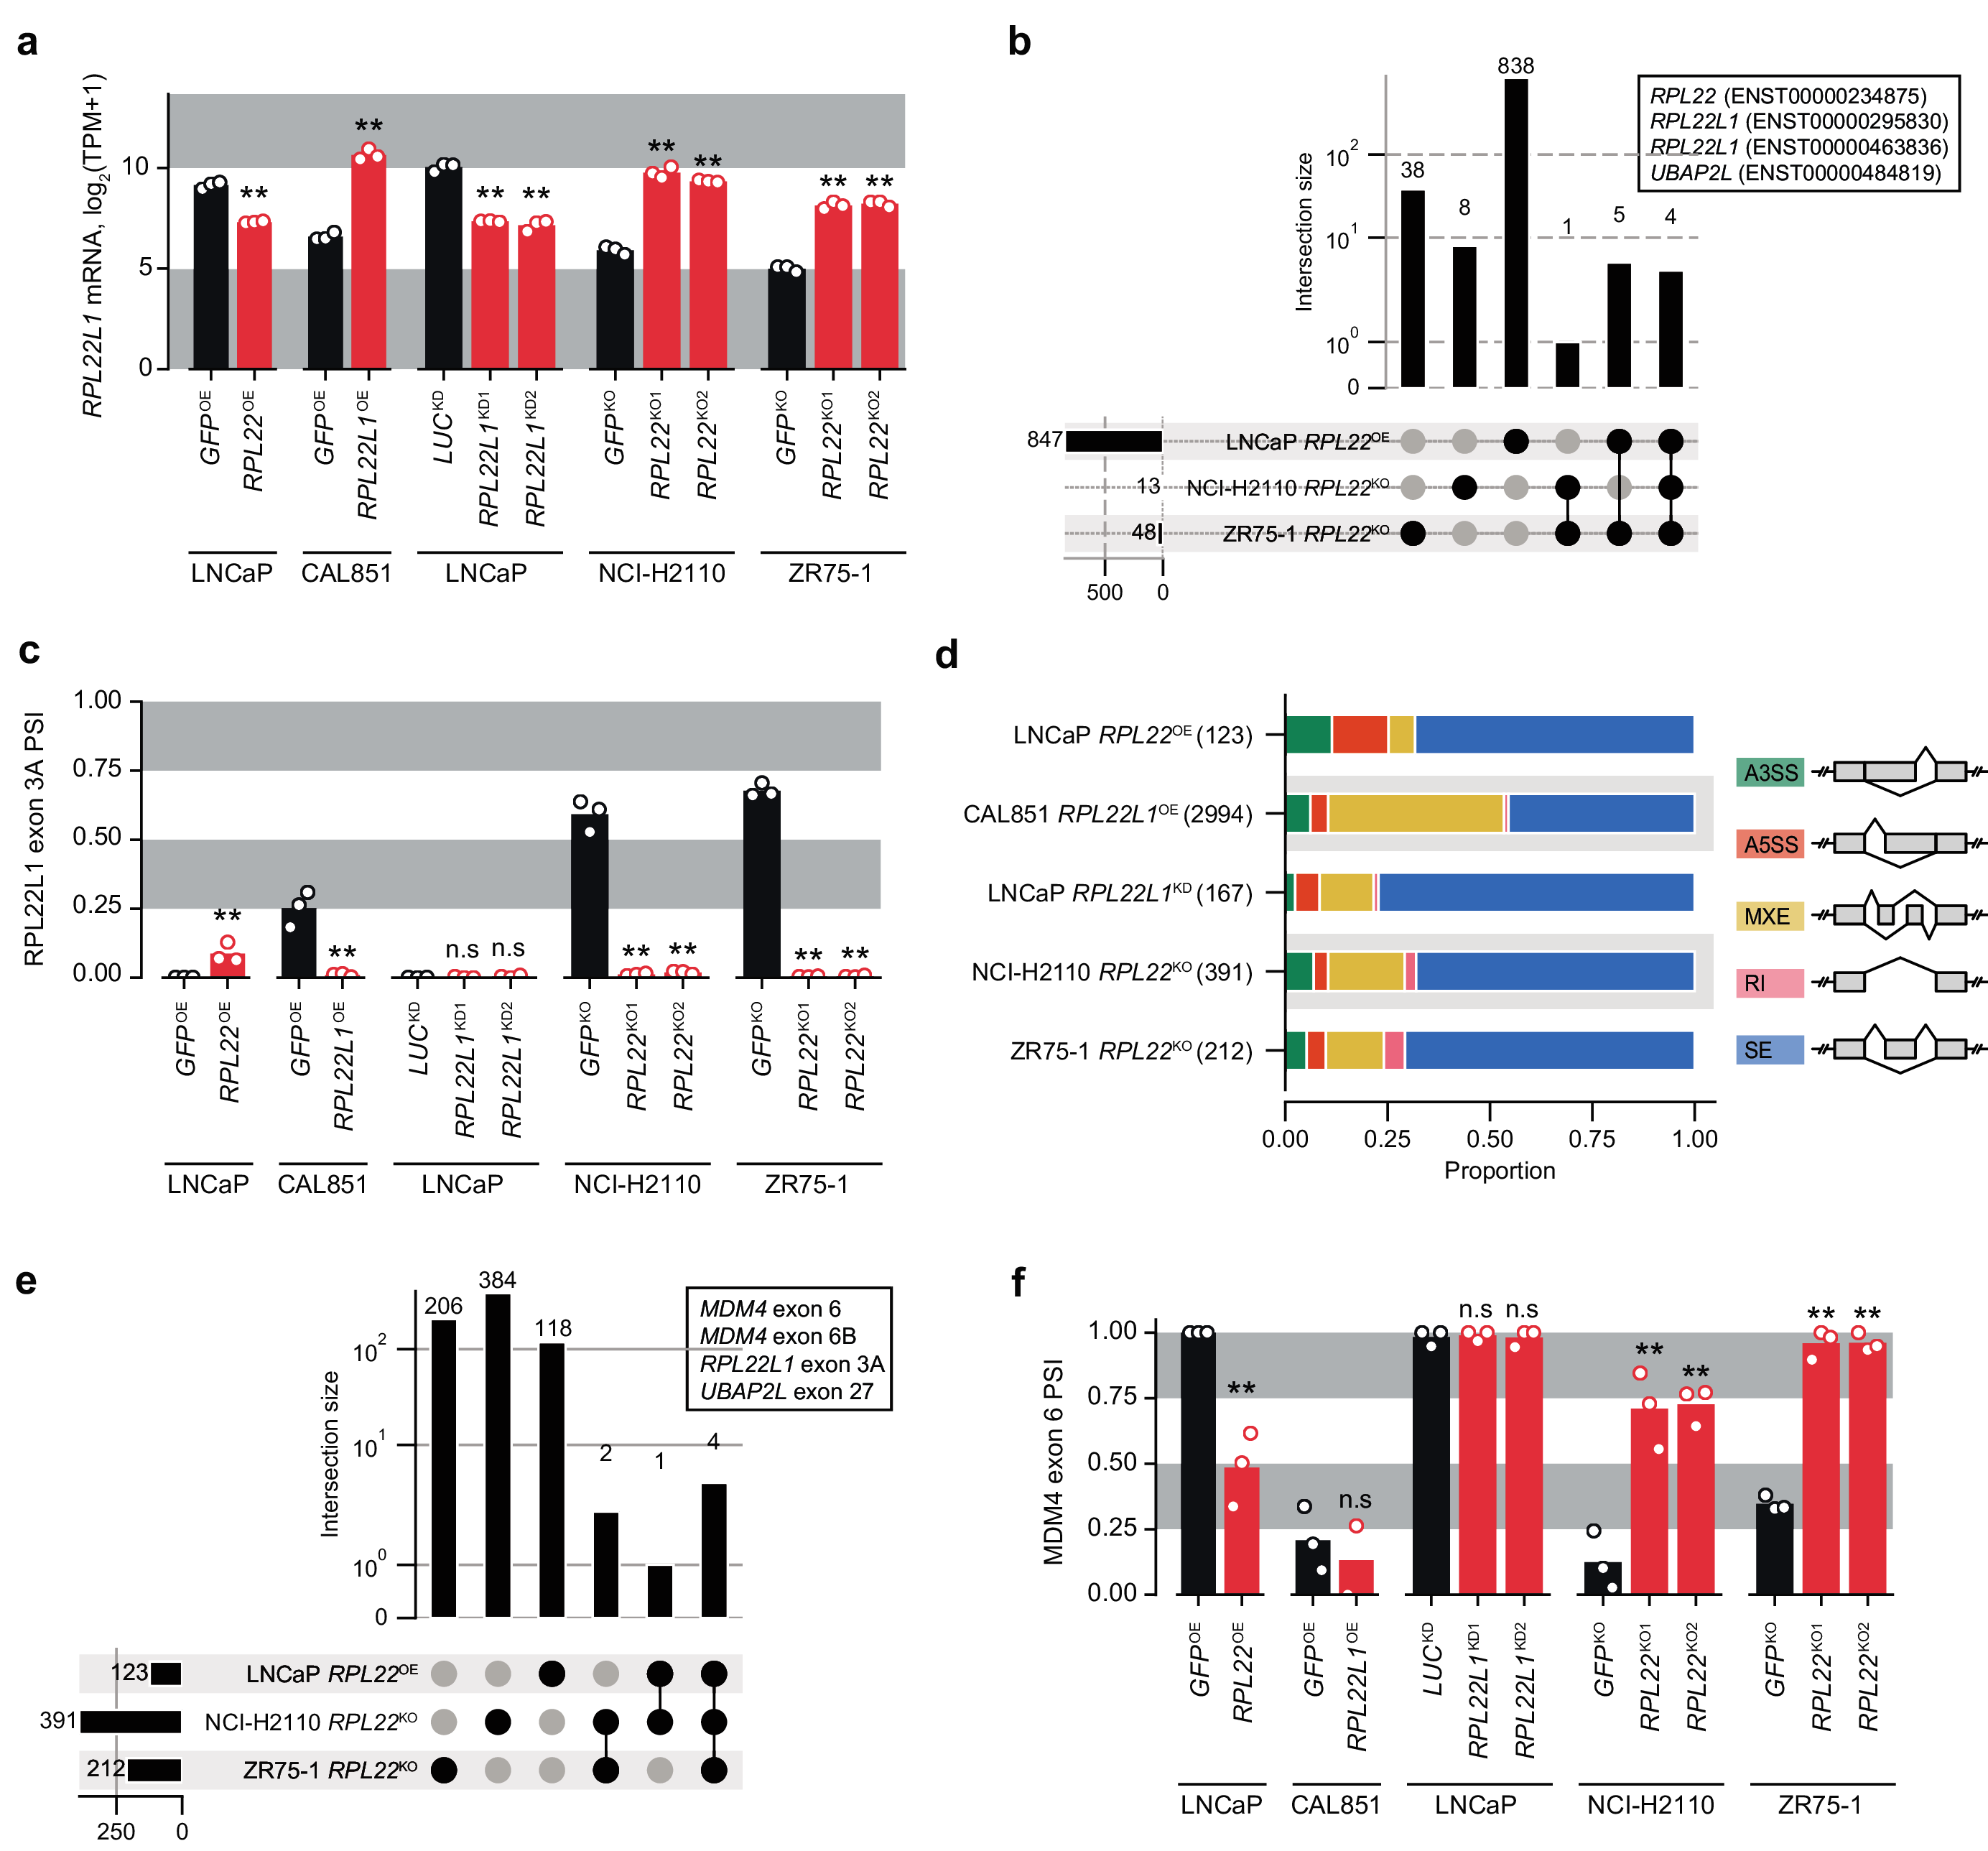 a
RPL22L1 mRNA, log2(TPM+1)
10
5
0
** ** ** ** ** ** ** **
GFPOE RPL22OE GFPOE RPL22L1OE LUCKD RPL22L1KD1 RPL22L1KD2 GFPKO RPL22KO1 RPL22KO2 GFPKO RPL22KO1 RPL22KO2
LNCaP CAL851 LNCaP NCI-H2110 ZR75-1
b
Intersection size
10^2
10^1
10^0
0
38 8 838 1 5 4
RPL22 (ENST00000234875)
RPL22L1 (ENST00000295830)
RPL22L1 (ENST00000463836)
UBAP2L (ENST00000484819)
847 LNCaP RPL22OE
13 NCI-H2110 RPL22KO
48 ZR75-1 RPL22KO
500 0
c
RPL22L1 exon 3A PSI
1.00
0.75
0.50
0.25
0.00
** ** n.s n.s ** ** ** **
GFPOE RPL22OE GFPOE RPL22L1OE LUCKD RPL22L1KD1 RPL22L1KD2 GFPKO RPL22KO1 RPL22KO2 GFPKO RPL22KO1 RPL22KO2
LNCaP CAL851 LNCaP NCI-H2110 ZR75-1
d
LNCaP RPL22OE (123)
CAL851 RPL22L1OE (2994)
LNCaP RPL22L1KD (167)
NCI-H2110 RPL22KO (391)
ZR75-1 RPL22KO (212)
0.00 0.25 0.50 0.75 1.00
Proportion
A3SS
A5SS
MXE
RI
SE
e
Intersection size
10^2
10^1
10^0
0
206 384 118 2 1 4
MDM4 exon 6
MDM4 exon 6B
RPL22L1 exon 3A
UBAP2L exon 27
123 LNCaP RPL22OE
391 NCI-H2110 RPL22KO
212 ZR75-1 RPL22KO
250 0
f
MDM4 exon 6 PSI
1.00
0.75
0.50
0.25
0.00
** n.s n.s n.s ** ** ** **
GFPOE RPL22OE GFPOE RPL22L1OE LUCKD RPL22L1KD1 RPL22L1KD2 GFPKO RPL22KO1 RPL22KO2 GFPKO RPL22KO1 RPL22KO2
LNCaP CAL851 LNCaP NCI-H2110 ZR75-1